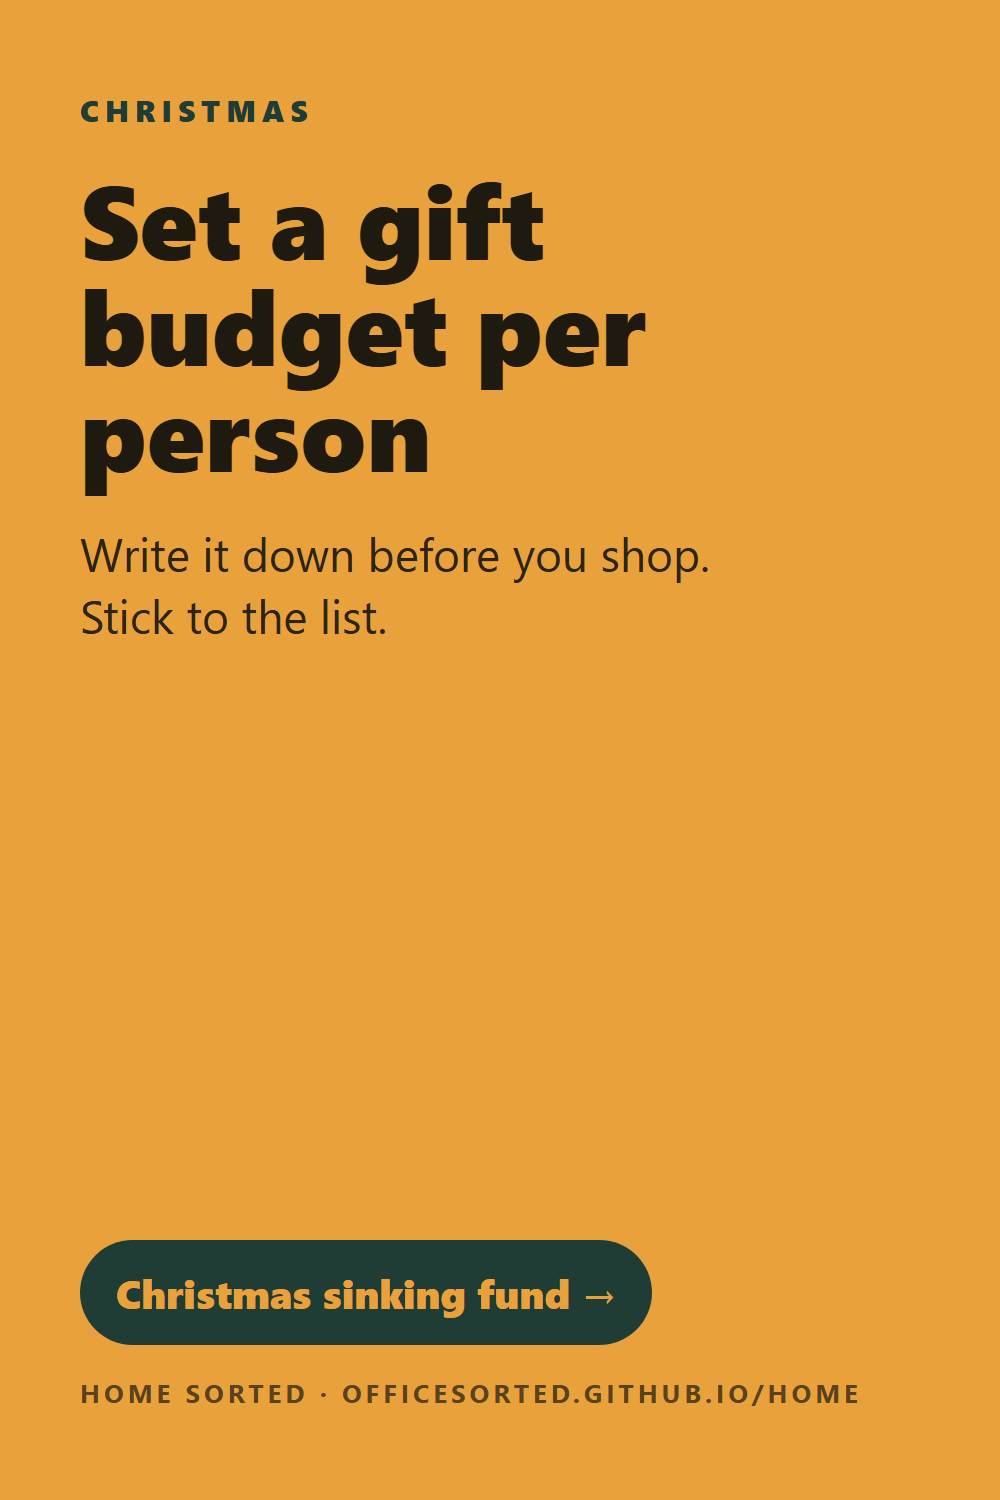 CHRISTMAS
Set a gift
budget per
person
Write it down before you shop.
Stick to the list.
Christmas sinking fund →
HOME SORTED · OFFICESORTED.GITHUB.IO/HOME